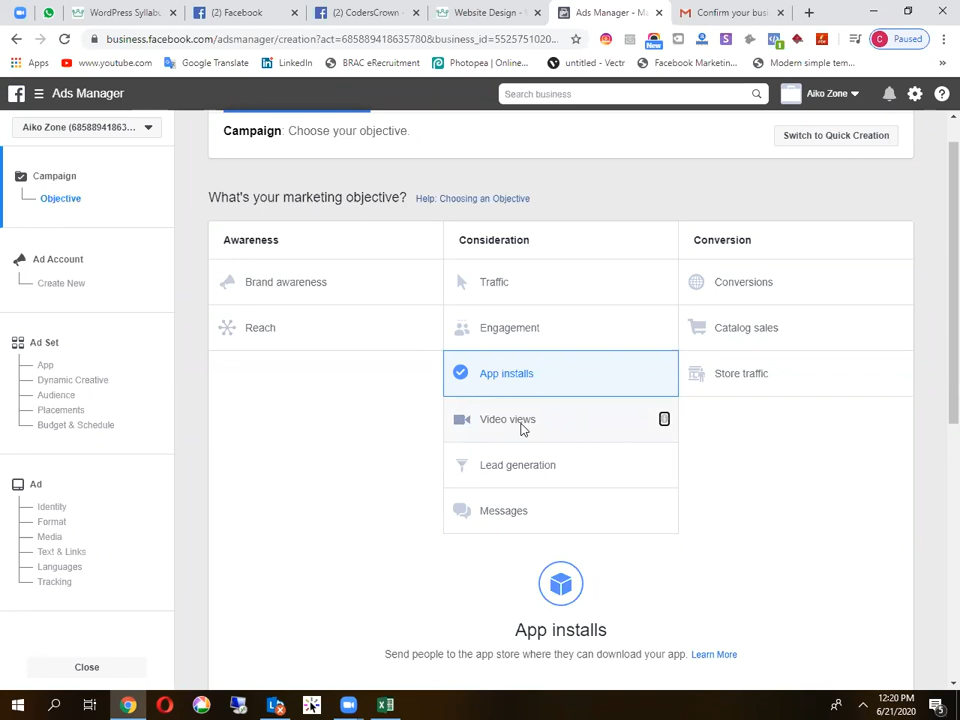 WordPress Syllab
(2) Facebook
(2) CodersCrown
Website Design -
Ads Manager - M
Confirm your bus
business.facebook.com/adsmanager/creation?act=685889418635780&business_id=5525751020...
Paused
Apps
www.youtube.com
Google Translate
LinkedIn
BRAC eRecruitment
Photopea | Online...
untitled - Vectr
Facebook Marketin...
Modern simple tem...
Ads Manager
Search business
Aiko Zone
Aiko Zone (68588941863...
Campaign: Choose your objective.
Switch to Quick Creation
Campaign
Objective
What's your marketing objective?
Help: Choosing an Objective
Awareness
Consideration
Conversion
Ad Account
Create New
Brand awareness
Traffic
Conversions
Reach
Engagement
Catalog sales
Ad Set
App
Dynamic Creative
Audience
Placements
Budget & Schedule
App installs
Store traffic
Video views
Lead generation
Messages
Ad
Identity
Format
Media
Text & Links
Languages
Tracking
App installs
Send people to the app store where they can download your app. Learn More
Close
12:20 PM
6/21/2020
5